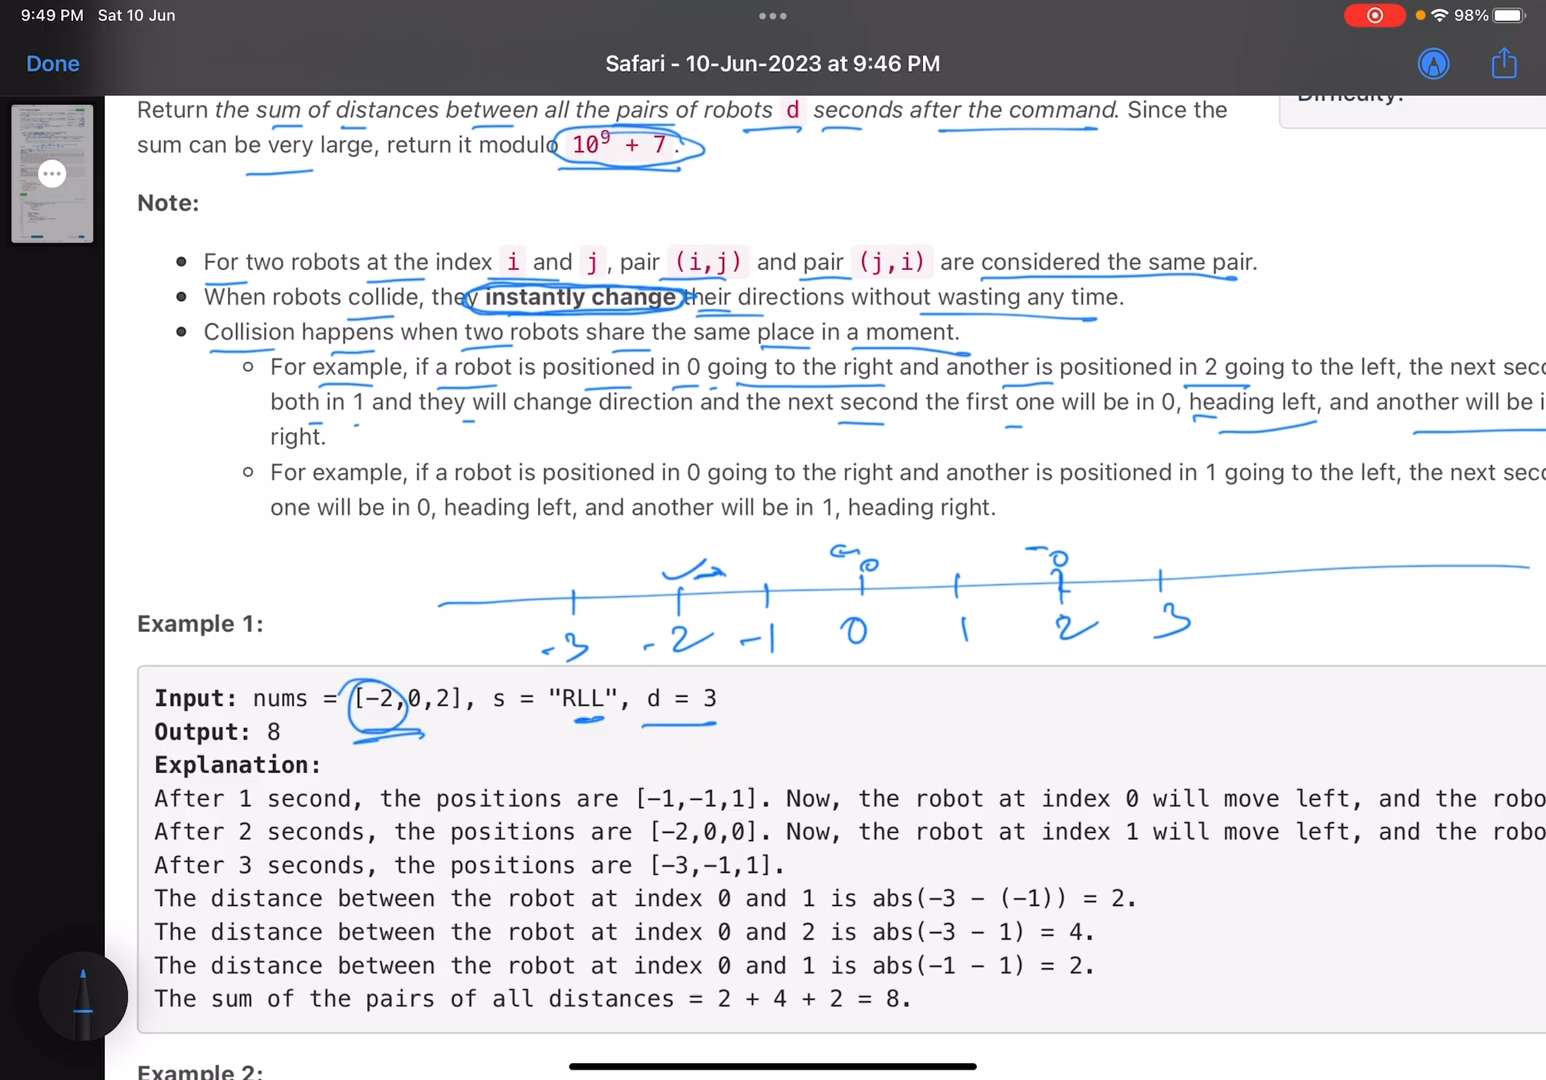 9:49 PM Sat 10 Jun
98%
Done
Safari - 10-Jun-2023 at 9:46 PM
Return the sum of distances between all the pairs of robots d seconds after the command. Since the
sum can be very large, return it modulo 10⁹ + 7.
Note:
• For two robots at the index i and j, pair (i,j) and pair (j,i) are considered the same pair.
• When robots collide, they instantly change their directions without wasting any time.
• Collision happens when two robots share the same place in a moment.
◦ For example, if a robot is positioned in 0 going to the right and another is positioned in 2 going to the left, the next sec
both in 1 and they will change direction and the next second the first one will be in 0, heading left, and another will be i
right.
◦ For example, if a robot is positioned in 0 going to the right and another is positioned in 1 going to the left, the next sec
one will be in 0, heading left, and another will be in 1, heading right.
-3 -2 -1 0 1 2 3
Example 1:
Input: nums = [-2,0,2], s = "RLL", d = 3
Output: 8
Explanation:
After 1 second, the positions are [-1,-1,1]. Now, the robot at index 0 will move left, and the robo
After 2 seconds, the positions are [-2,0,0]. Now, the robot at index 1 will move left, and the robo
After 3 seconds, the positions are [-3,-1,1].
The distance between the robot at index 0 and 1 is abs(-3 - (-1)) = 2.
The distance between the robot at index 0 and 2 is abs(-3 - 1) = 4.
The distance between the robot at index 0 and 1 is abs(-1 - 1) = 2.
The sum of the pairs of all distances = 2 + 4 + 2 = 8.
Example 2: